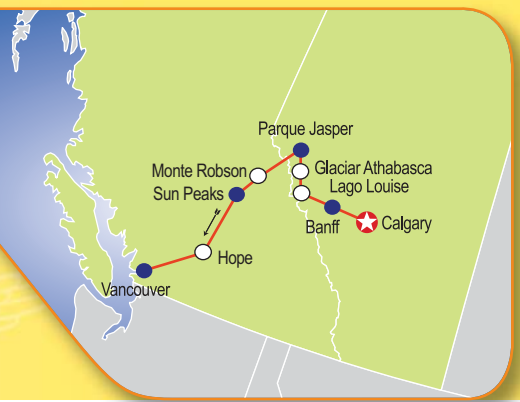 Parque Jasper
Monte Robson
Glaciar Athabasca
Sun Peaks
Lago Louise
Banff
Calgary
Hope
Vancouver